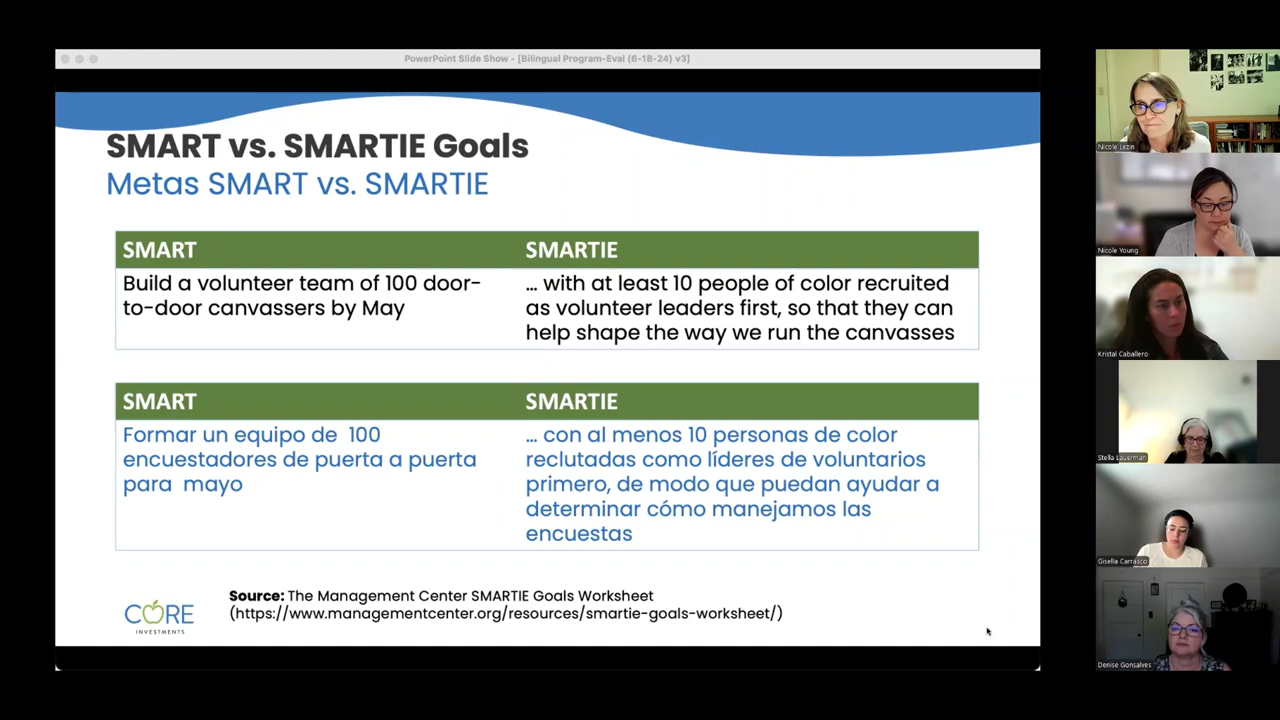 PowerPoint Slide Show - [Bilingual Program-Eval (6-18-24) v3]
SMART vs. SMARTIE Goals
Metas SMART vs. SMARTIE
SMART
SMARTIE
Build a volunteer team of 100 door-
to-door canvassers by May
… with at least 10 people of color recruited
as volunteer leaders first, so that they can
help shape the way we run the canvasses
SMART
SMARTIE
Formar un equipo de 100
encuestadores de puerta a puerta
para mayo
… con al menos 10 personas de color
reclutadas como líderes de voluntarios
primero, de modo que puedan ayudar a
determinar cómo manejamos las
encuestas
CORE
INVESTMENTS
Source: The Management Center SMARTIE Goals Worksheet
(https://www.managementcenter.org/resources/smartie-goals-worksheet/)
Nicole Lezin
Nicole Young
Kristal Caballero
Stella Lauerman
Gisella Carrasco
Denise Gonsalves